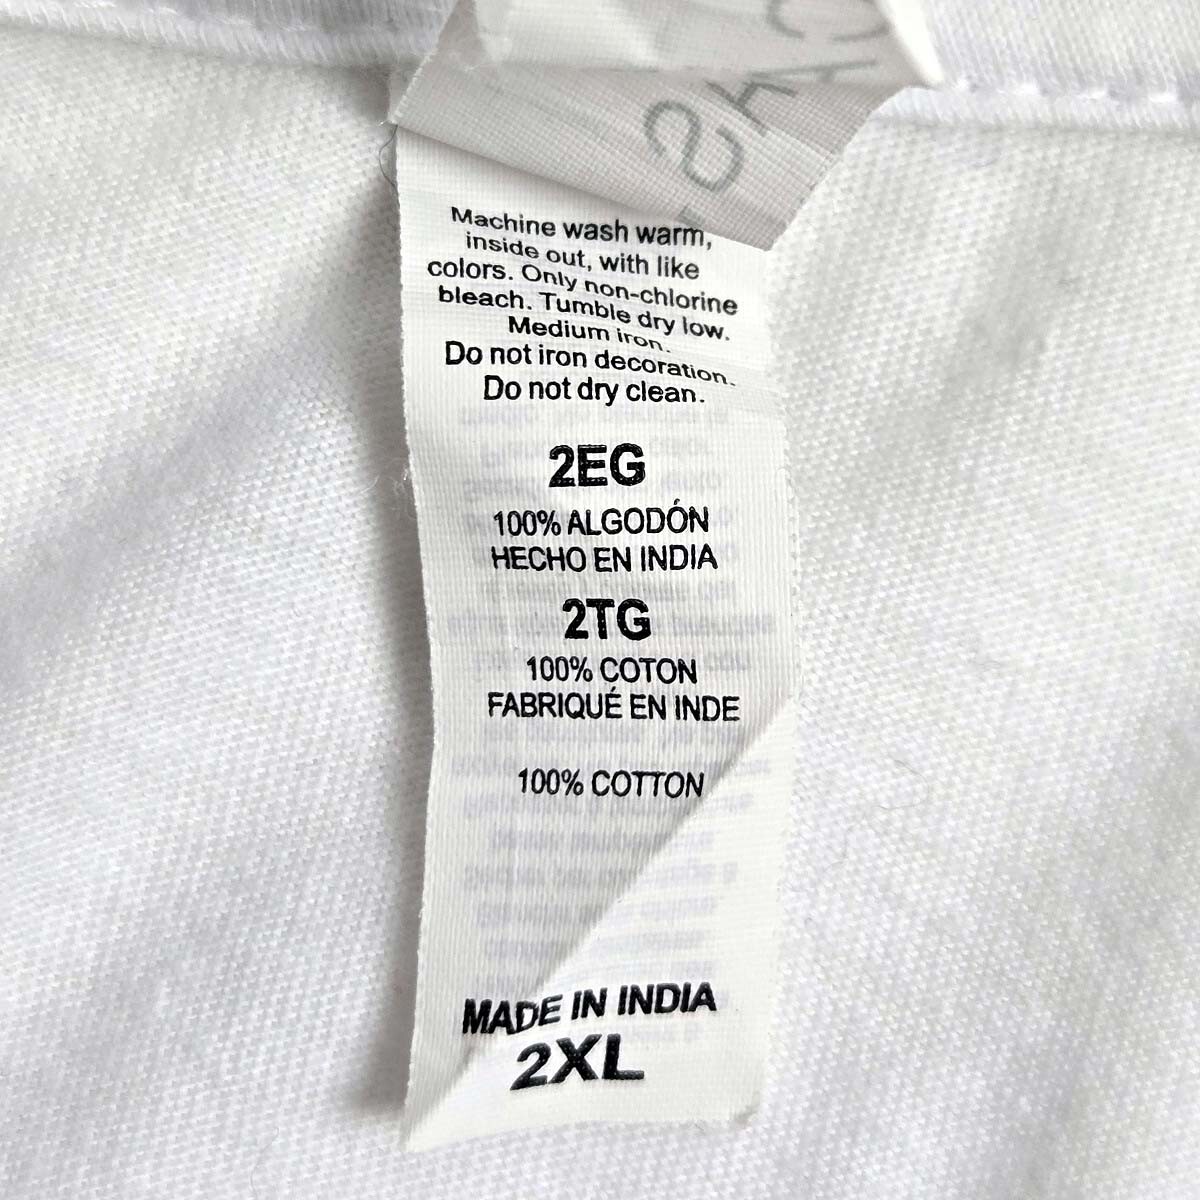 Machine wash warm,
inside out, with like
colors. Only non-chlorine
bleach. Tumble dry low.
Medium iron.
Do not iron decoration.
Do not dry clean.
2EG
100% ALGODÓN
HECHO EN INDIA
2TG
100% COTON
FABRIQUÉ EN INDE
100% COTTON
MADE IN INDIA
2XL